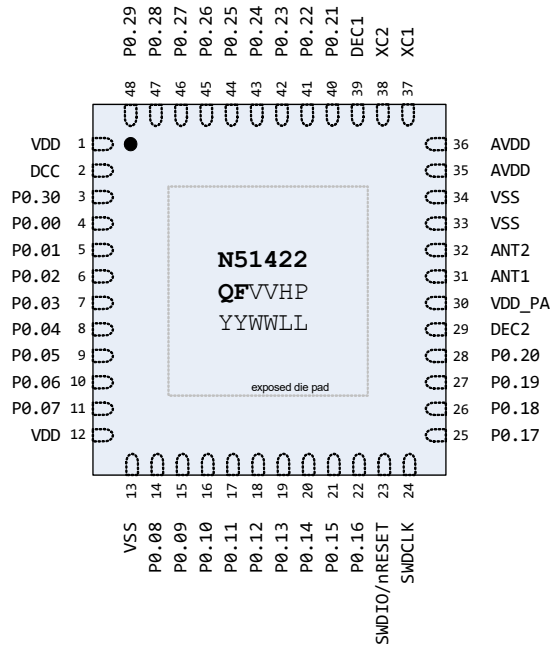 P0.29
P0.28
P0.27
P0.26
P0.25
P0.24
P0.23
P0.22
P0.21
DEC1
XC2
XC1
48
47
46
45
44
43
42
41
40
39
38
37
VDD 1
DCC 2
P0.30 3
P0.00 4
P0.01 5
P0.02 6
P0.03 7
P0.04 8
P0.05 9
P0.06 10
P0.07 11
VDD 12
N51422
QFVVHP
YYWWLL
exposed die pad
36 AVDD
35 AVDD
34 VSS
33 VSS
32 ANT2
31 ANT1
30 VDD_PA
29 DEC2
28 P0.20
27 P0.19
26 P0.18
25 P0.17
13
14
15
16
17
18
19
20
21
22
23
24
VSS
P0.08
P0.09
P0.10
P0.11
P0.12
P0.13
P0.14
P0.15
P0.16
SWDIO/nRESET
SWDCLK